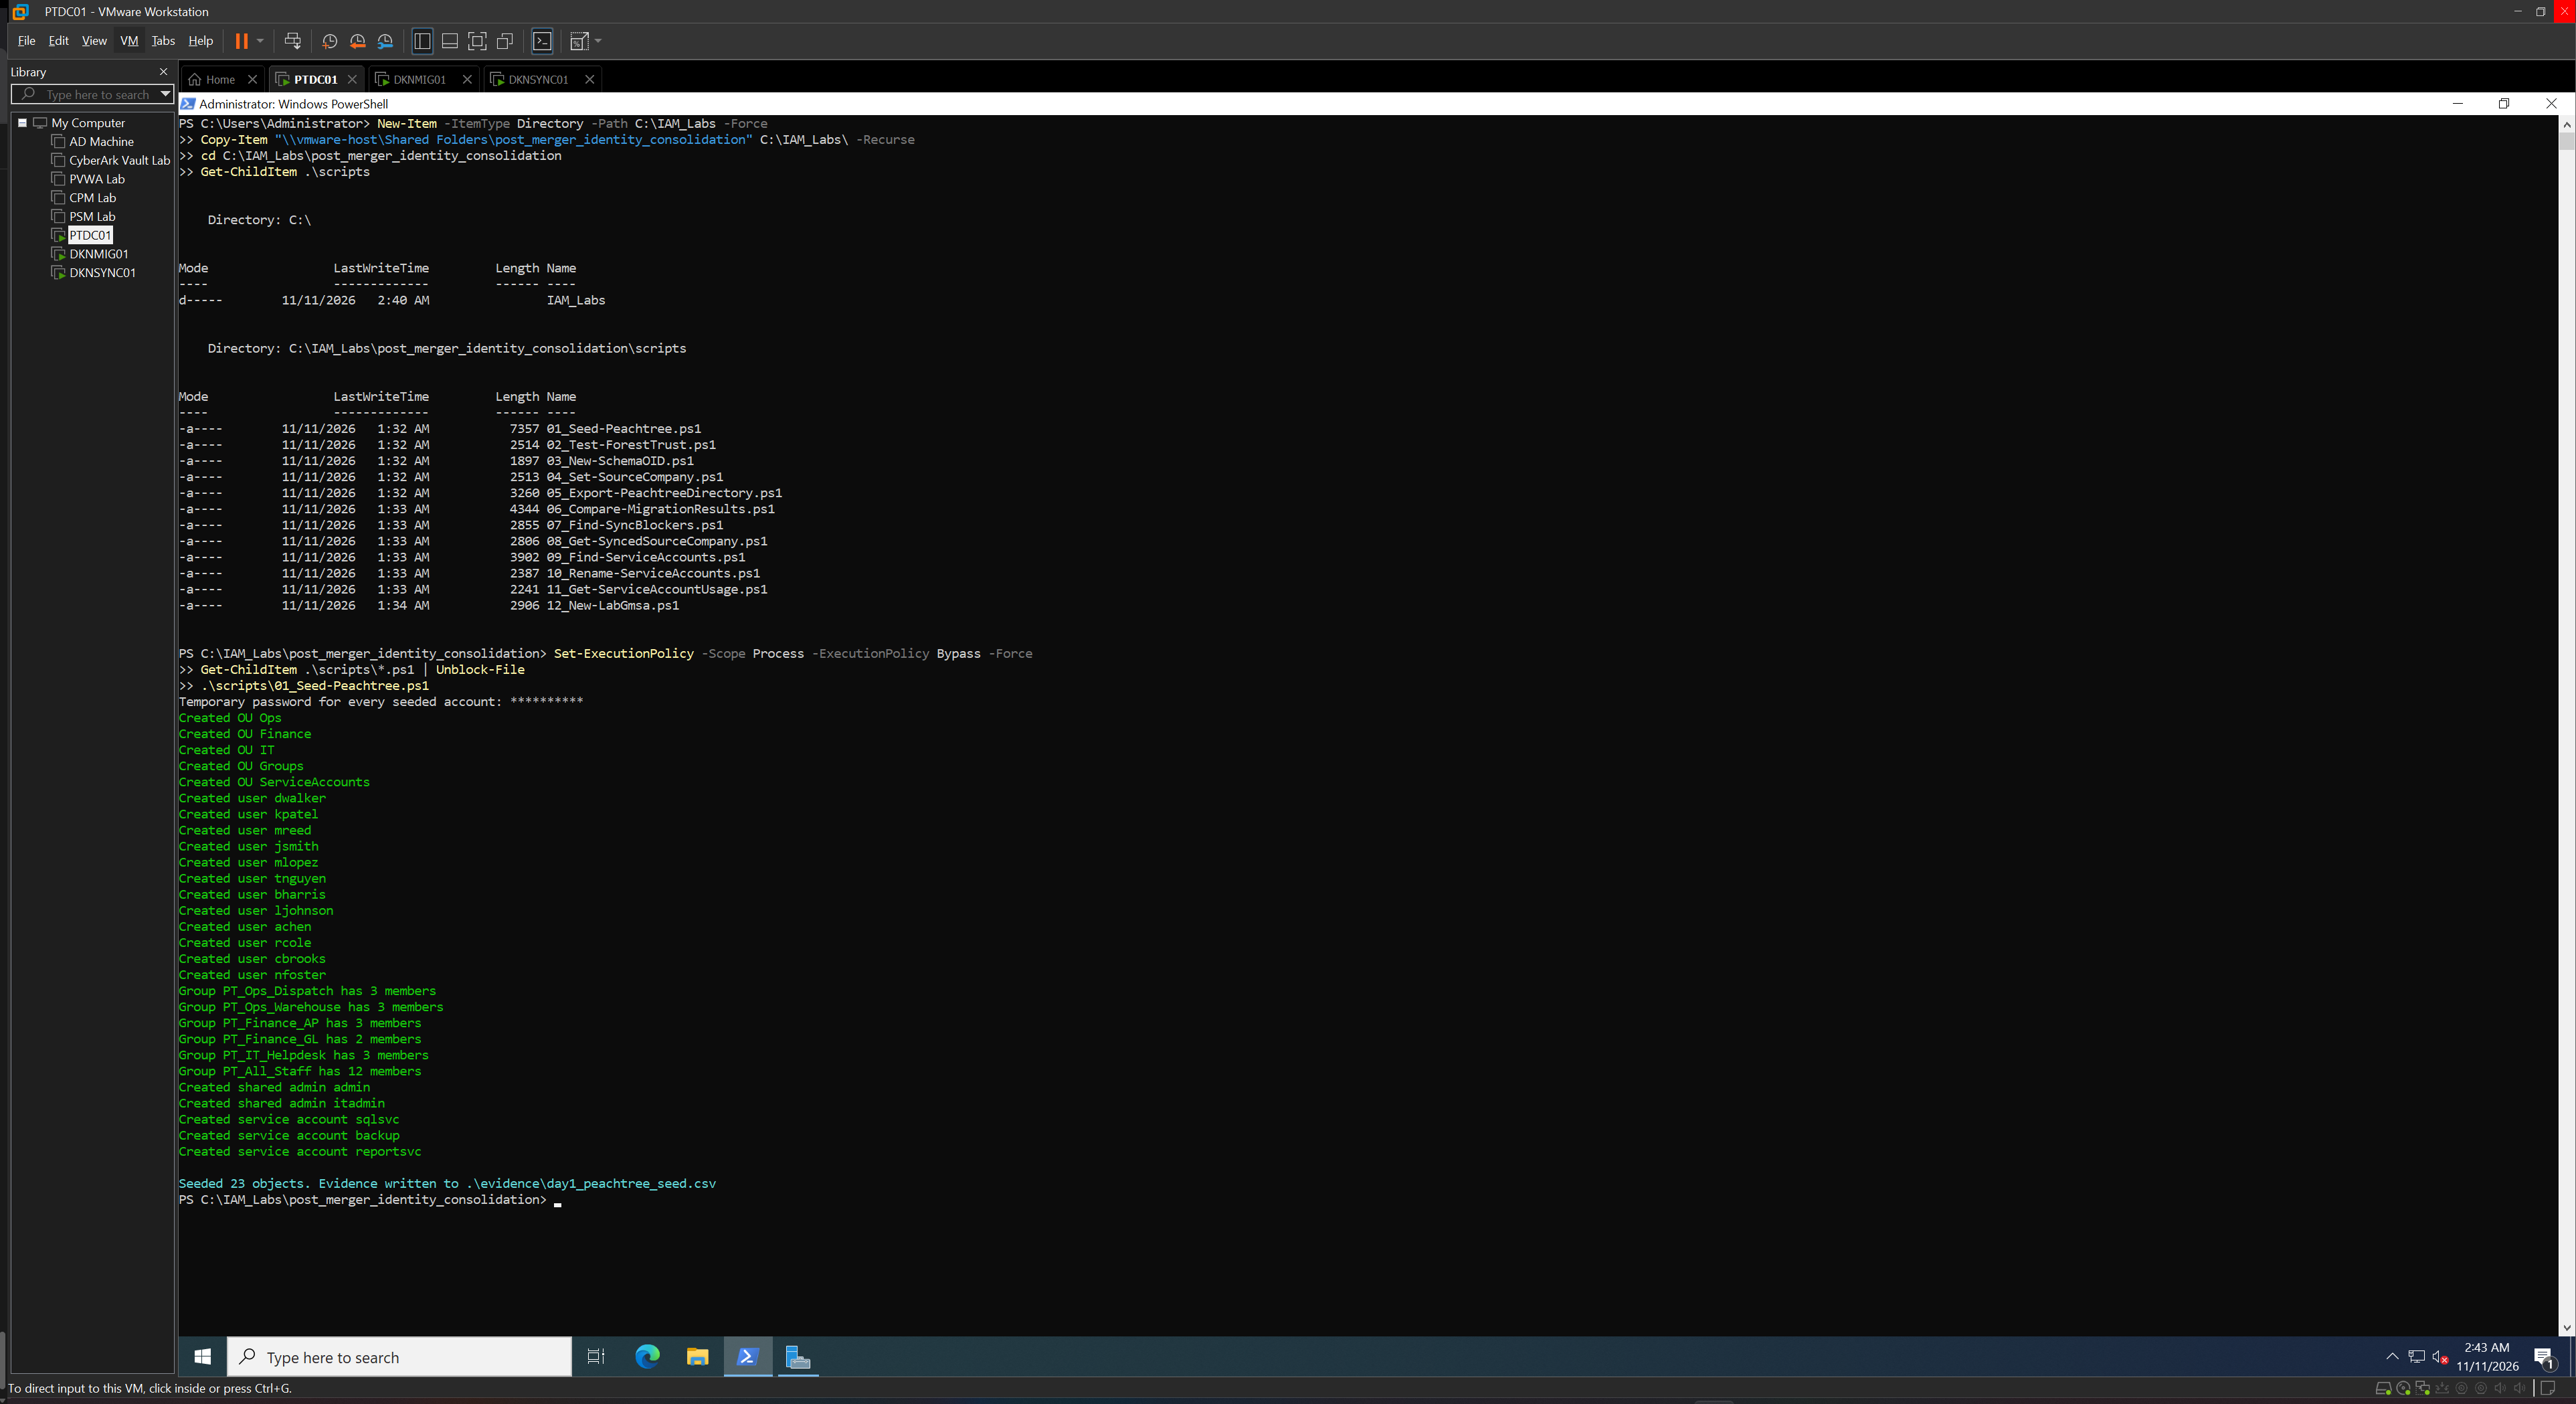 PTDC01 - VMware Workstation
File Edit View VM Tabs Help
Library
Type here to search
My Computer
AD Machine
CyberArk Vault Lab
PVWA Lab
CPM Lab
PSM Lab
PTDC01
DKNMIG01
DKNSYNC01
Home PTDC01 DKNMIG01 DKNSYNC01
Administrator: Windows PowerShell
PS C:\Users\Administrator> New-Item -ItemType Directory -Path C:\IAM_Labs -Force
>> Copy-Item "\\vmware-host\Shared Folders\post_merger_identity_consolidation" C:\IAM_Labs\ -Recurse
>> cd C:\IAM_Labs\post_merger_identity_consolidation
>> Get-ChildItem .\scripts
Directory: C:\
Mode LastWriteTime Length Name
---- ------------- ------ ----
d----- 11/11/2026 2:40 AM IAM_Labs
Directory: C:\IAM_Labs\post_merger_identity_consolidation\scripts
Mode LastWriteTime Length Name
---- ------------- ------ ----
-a---- 11/11/2026 1:32 AM 7357 01_Seed-Peachtree.ps1
-a---- 11/11/2026 1:32 AM 2514 02_Test-ForestTrust.ps1
-a---- 11/11/2026 1:32 AM 1897 03_New-SchemaOID.ps1
-a---- 11/11/2026 1:32 AM 2513 04_Set-SourceCompany.ps1
-a---- 11/11/2026 1:32 AM 3260 05_Export-PeachtreeDirectory.ps1
-a---- 11/11/2026 1:33 AM 4344 06_Compare-MigrationResults.ps1
-a---- 11/11/2026 1:33 AM 2855 07_Find-SyncBlockers.ps1
-a---- 11/11/2026 1:33 AM 2806 08_Get-SyncedSourceCompany.ps1
-a---- 11/11/2026 1:33 AM 3902 09_Find-ServiceAccounts.ps1
-a---- 11/11/2026 1:33 AM 2387 10_Rename-ServiceAccounts.ps1
-a---- 11/11/2026 1:33 AM 2241 11_Get-ServiceAccountUsage.ps1
-a---- 11/11/2026 1:34 AM 2906 12_New-LabGmsa.ps1
PS C:\IAM_Labs\post_merger_identity_consolidation> Set-ExecutionPolicy -Scope Process -ExecutionPolicy Bypass -Force
>> Get-ChildItem .\scripts\*.ps1 | Unblock-File
>> .\scripts\01_Seed-Peachtree.ps1
Temporary password for every seeded account: **********
Created OU Ops
Created OU Finance
Created OU IT
Created OU Groups
Created OU ServiceAccounts
Created user dwalker
Created user kpatel
Created user mreed
Created user jsmith
Created user mlopez
Created user tnguyen
Created user bharris
Created user ljohnson
Created user achen
Created user rcole
Created user cbrooks
Created user nfoster
Group PT_Ops_Dispatch has 3 members
Group PT_Ops_Warehouse has 3 members
Group PT_Finance_AP has 3 members
Group PT_Finance_GL has 2 members
Group PT_IT_Helpdesk has 3 members
Group PT_All_Staff has 12 members
Created shared admin admin
Created shared admin itadmin
Created service account sqlsvc
Created service account backup
Created service account reportsvc
Seeded 23 objects. Evidence written to .\evidence\day1_peachtree_seed.csv
PS C:\IAM_Labs\post_merger_identity_consolidation>
Type here to search
2:43 AM
11/11/2026
1
To direct input to this VM, click inside or press Ctrl+G.